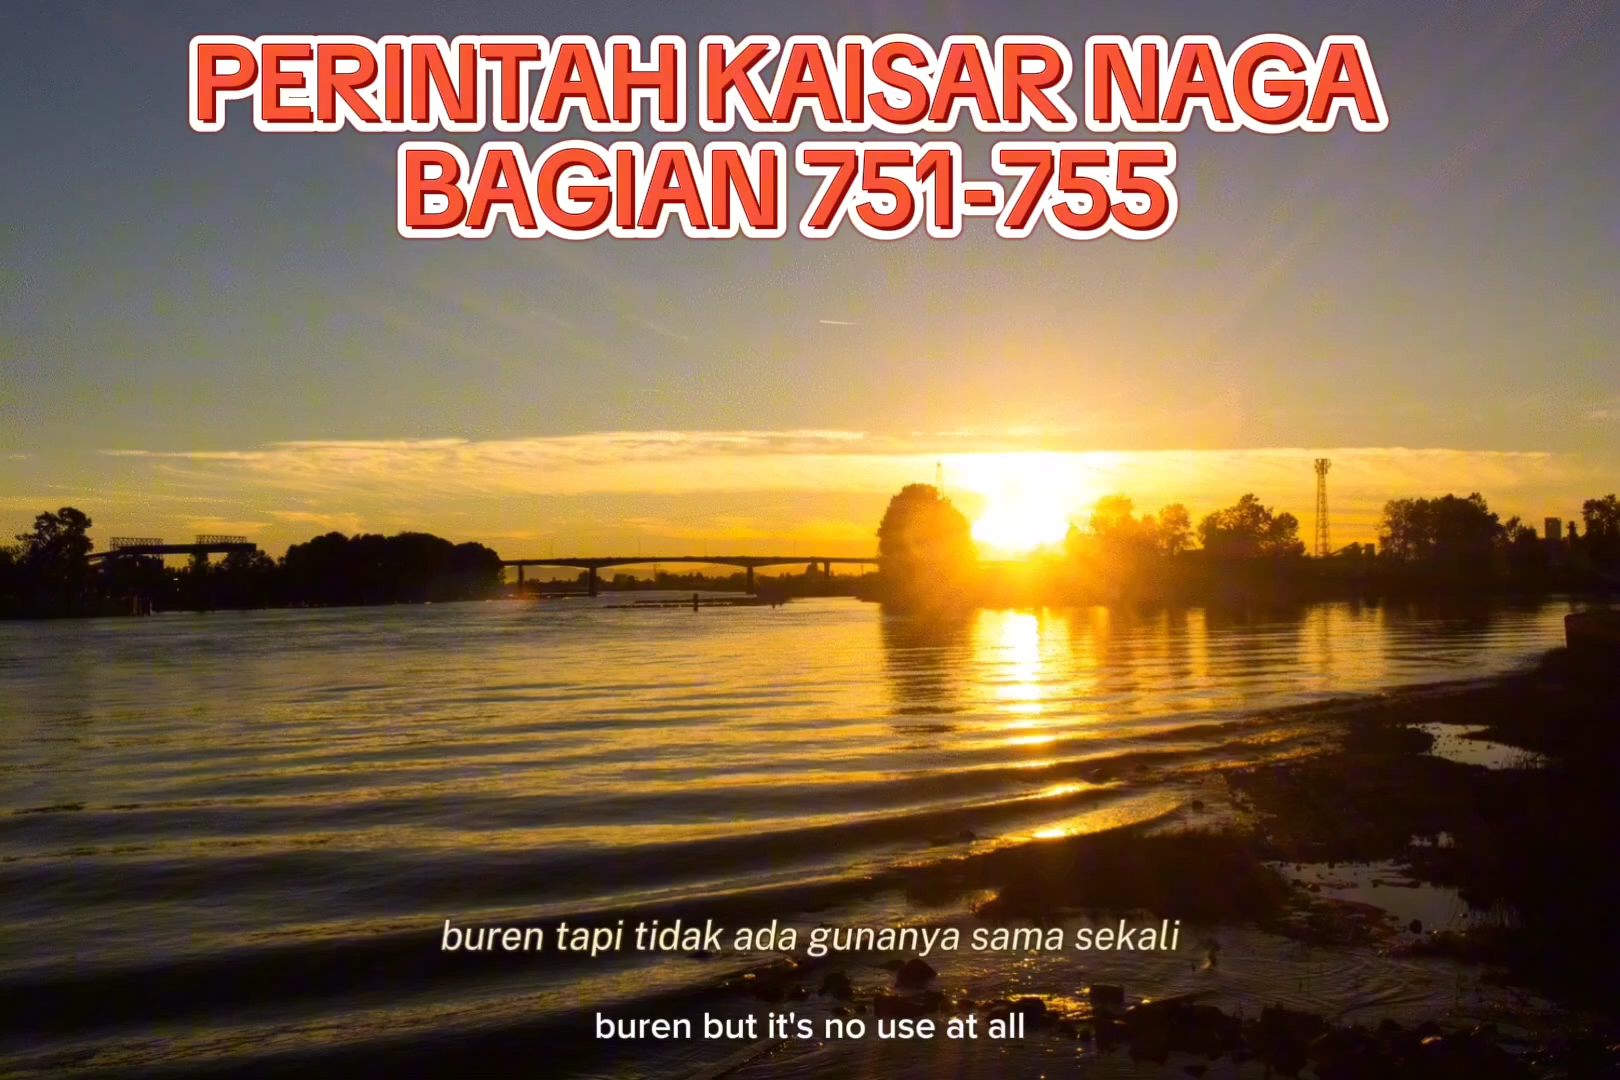 PERINTAH KAISAR NAGA
BAGIAN 751-755
buren tapi tidak ada gunanya sama sekali
buren but it's no use at all